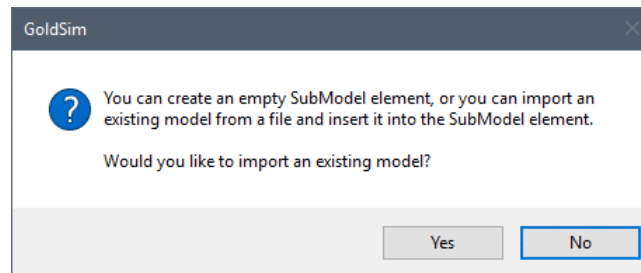 GoldSim
You can create an empty SubModel element, or you can import an
existing model from a file and insert it into the SubModel element.
Would you like to import an existing model?
Yes
No